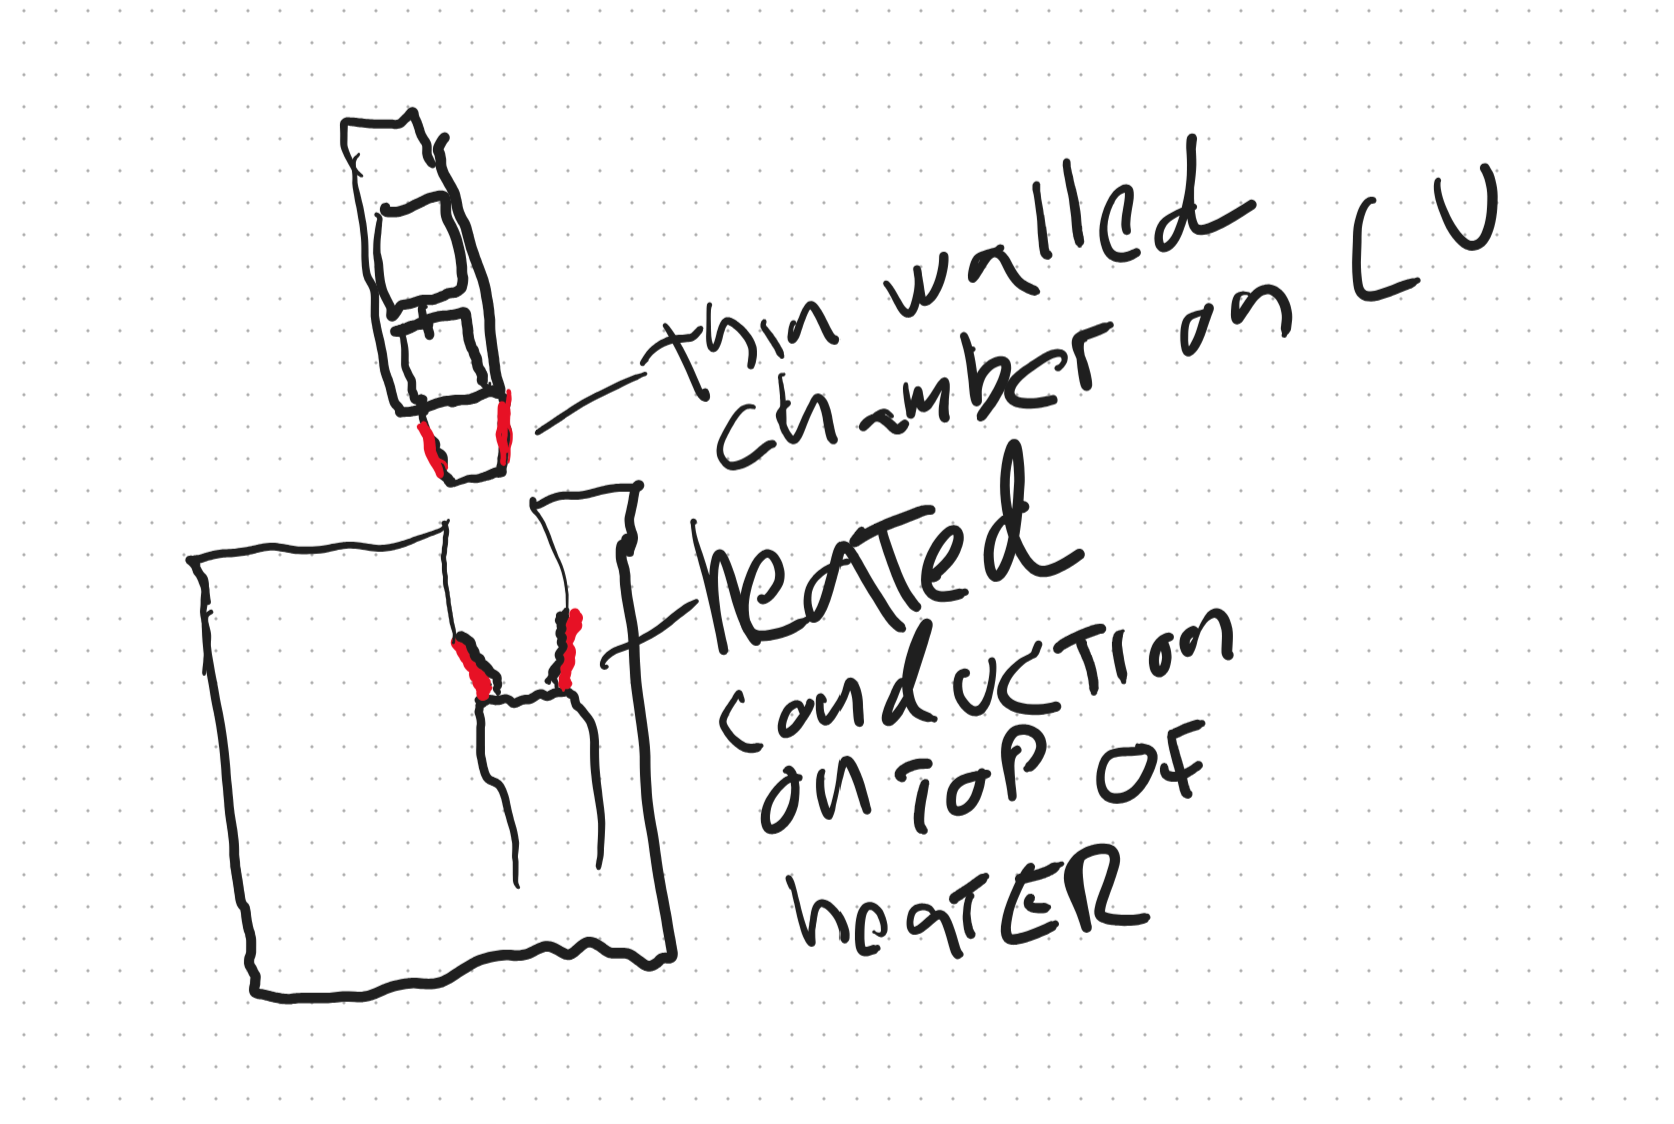 thin walled
chamber on CU
heated
conduction
on top of
heater